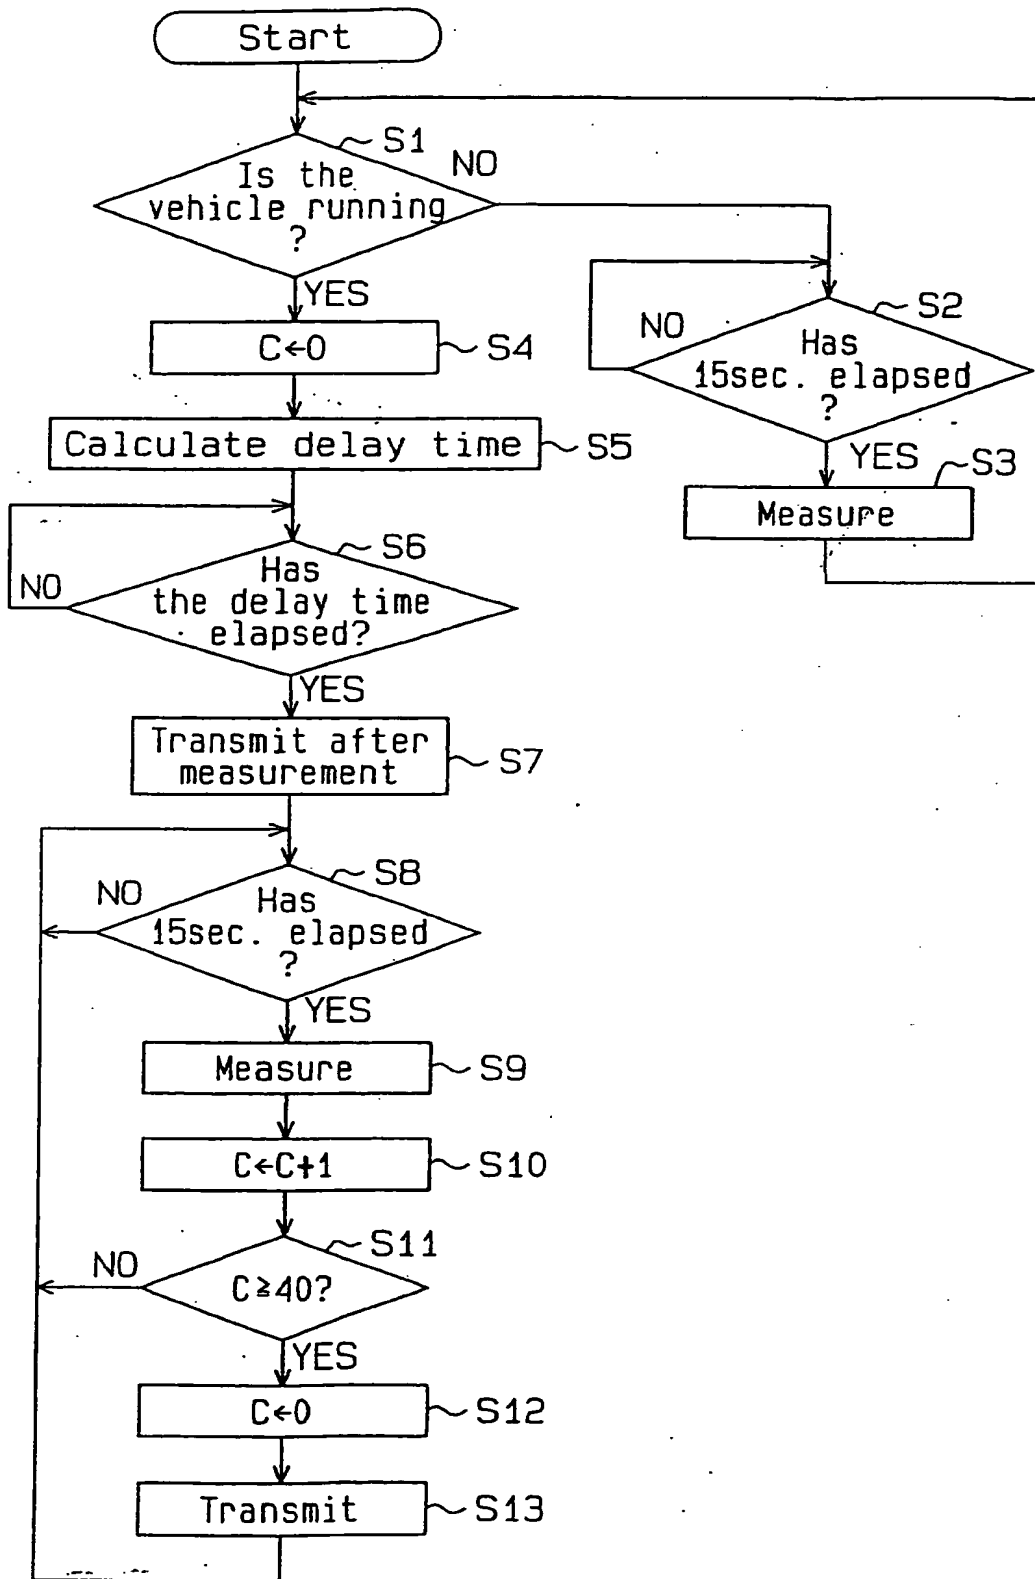 Start
S1
Is the
vehicle running
?
NO
YES
S2
Has
15sec. elapsed
?
NO
YES
S3
Measure
C←0
S4
Calculate delay time
S5
S6
Has
the delay time
elapsed?
NO
YES
Transmit after
measurement
S7
S8
Has
15sec. elapsed
?
NO
YES
Measure
S9
C←C+1
S10
S11
C≧40?
NO
YES
C←0
S12
Transmit
S13